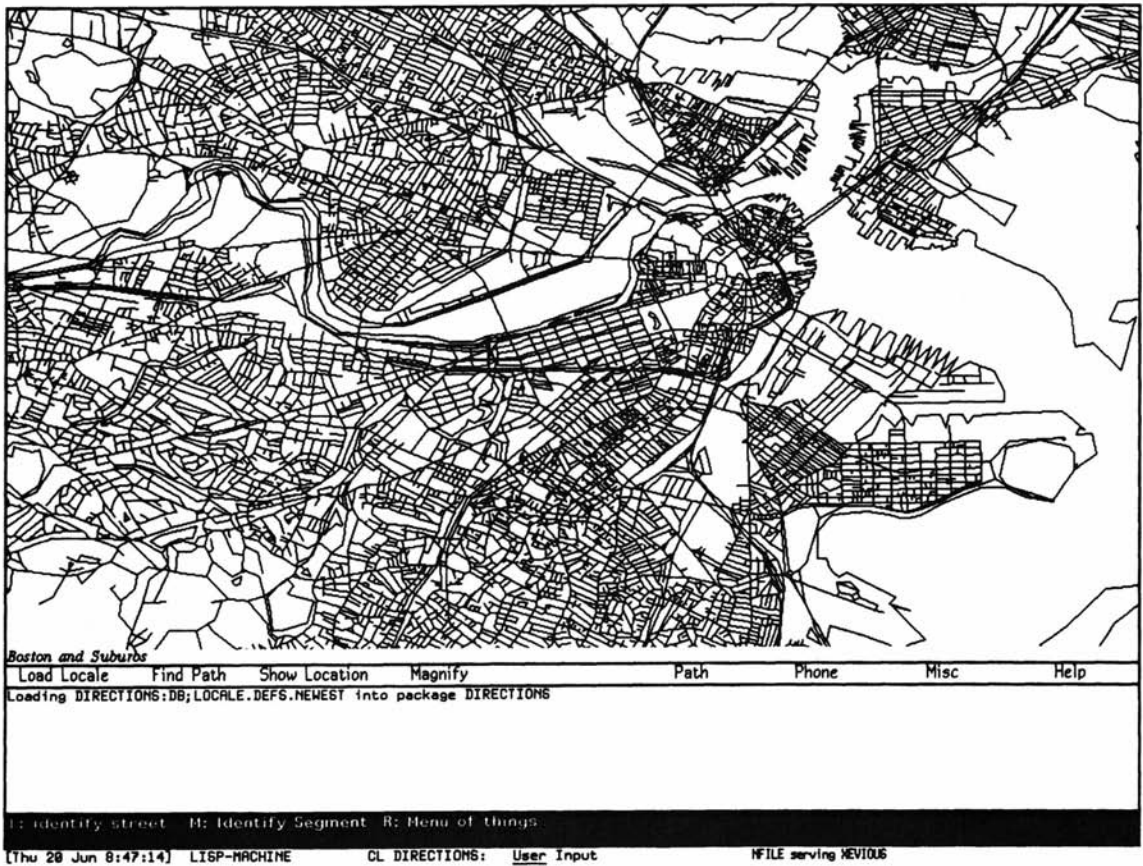 Boston and Suburbs
Load Locale Find Path Show Location Magnify Path Phone Misc Help
Loading DIRECTIONS:DB;LOCALE.DEFS.NEWEST into package DIRECTIONS
L: Identify street M: Identify Segment R: Menu of things.
[Thu 20 Jun 8:47:14] LISP-MACHINE CL DIRECTIONS: User Input NFILE serving XEVIOUS